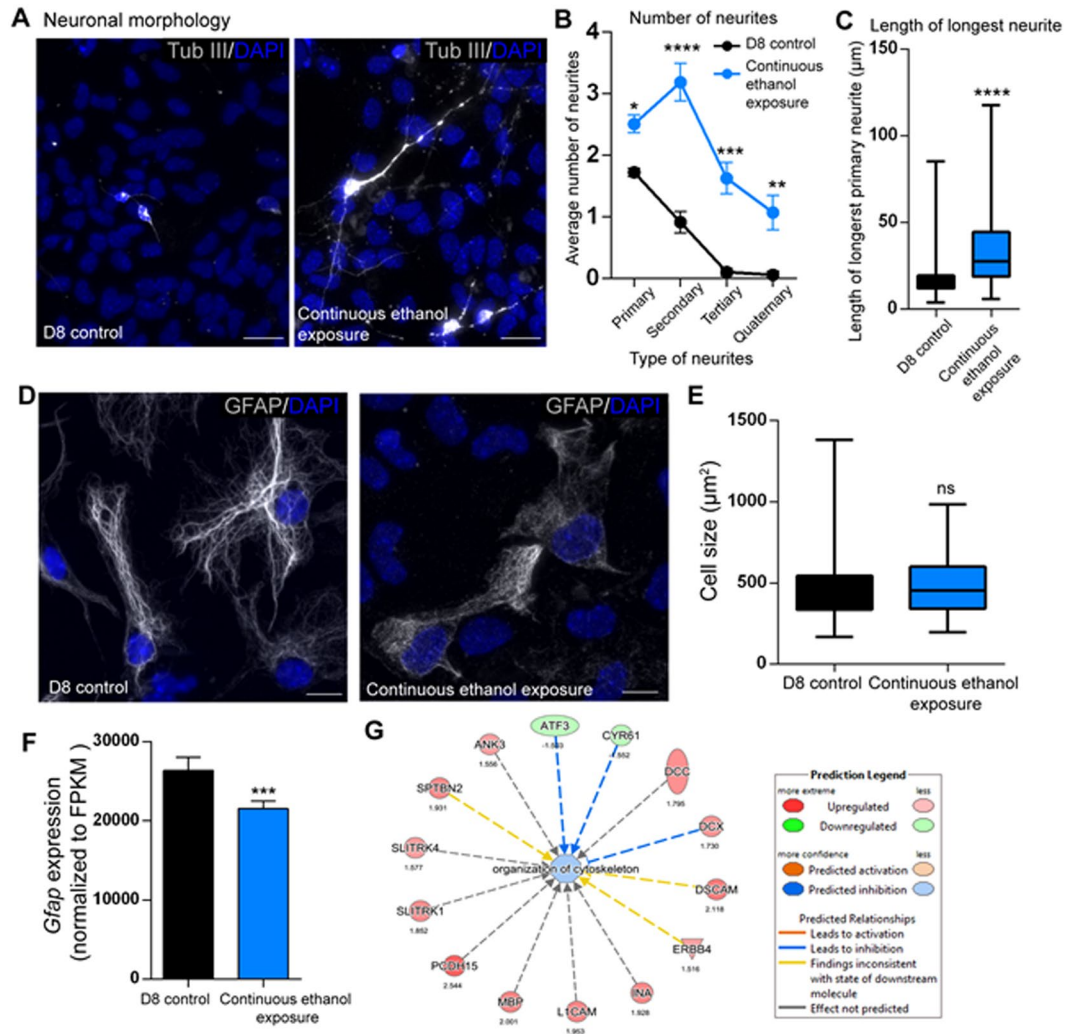 A Neuronal morphology
Tub III/DAPI
D8 control
Tub III/DAPI
Continuous ethanol
exposure
B
Number of neurites
D8 control
Continuous
ethanol
exposure
Average number of neurites
4
3
2
1
0
*
****
***
**
Primary
Secondary
Tertiary
Quaternary
Type of neurites
C
Length of longest neurite
Length of longerst primary neurite (µm)
150
100
50
0
****
D8 control
Continuous
ethanol
exposure
D
GFAP/DAPI
D8 control
GFAP/DAPI
Continuous ethanol exposure
E
Cell size (µm²)
1500
1000
500
0
ns
D8 control
Continuous ethanol
exposure
F
Gfap expression
(normalized to FPKM )
30000
20000
10000
0
***
D8 control
Continuous ethanol
exposure
G
ATF3
CYR61
-1.552
DCC
1.795
DCX
1.730
DSCAM
2.118
ERBB4
1.516
INA
1.928
L1CAM
1.953
MBP
2.001
PCDH15
2.544
SLITRK1
1.852
SLITRK4
1.577
SPTBN2
1.931
ANK3
1.556
organization of cytoskeleton
Prediction Legend
more extreme less
Upregulated
Downregulated
more confidence less
Predicted activation
Predicted inhibition
Predicted Relationships
Leads to activation
Leads to inhibition
Findings inconsistent
with state of downstream
molecule
Effect not predicted